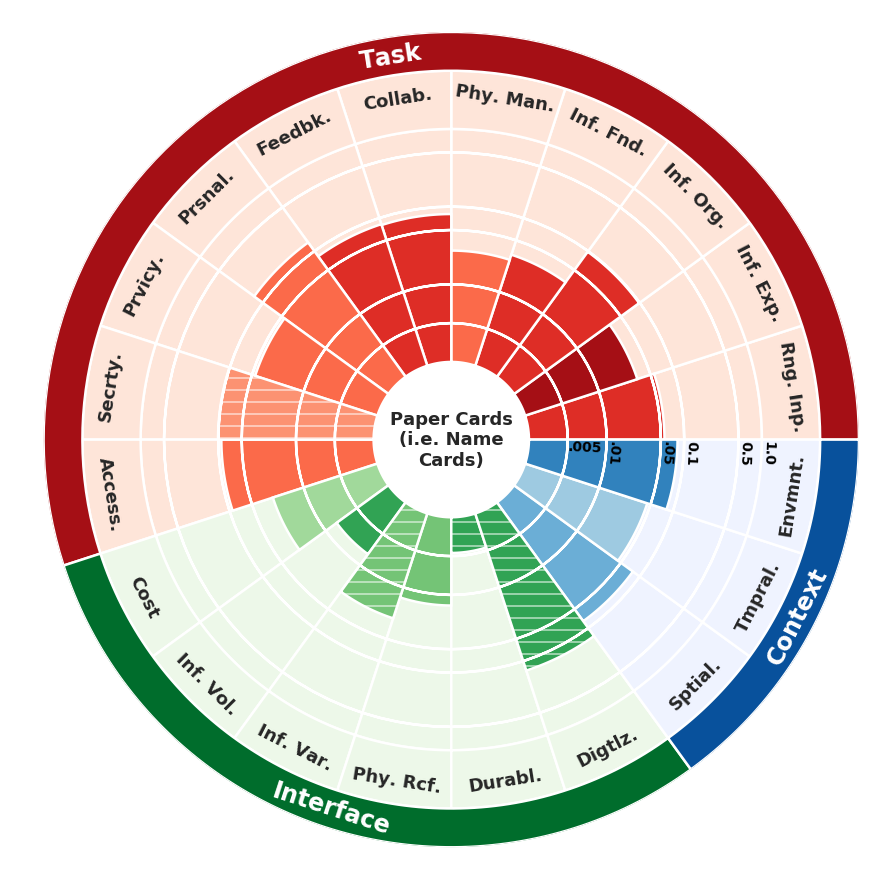 Task
Collab.
Phy. Man.
Feedbk.
Inf. Fnd.
Prsnal.
Inf. Org.
Prvicy.
Inf. Exp.
Secrty.
Rng. Inp.
Paper Cards
(i.e. Name
Cards)
.005
.01
.05
0.1
0.5
1.0
Access.
Envmnt.
Cost
Tmpral.
Context
Inf. Vol.
Sptial.
Inf. Var.
Digtlz.
Phy. Rcf.
Durabl.
Interface